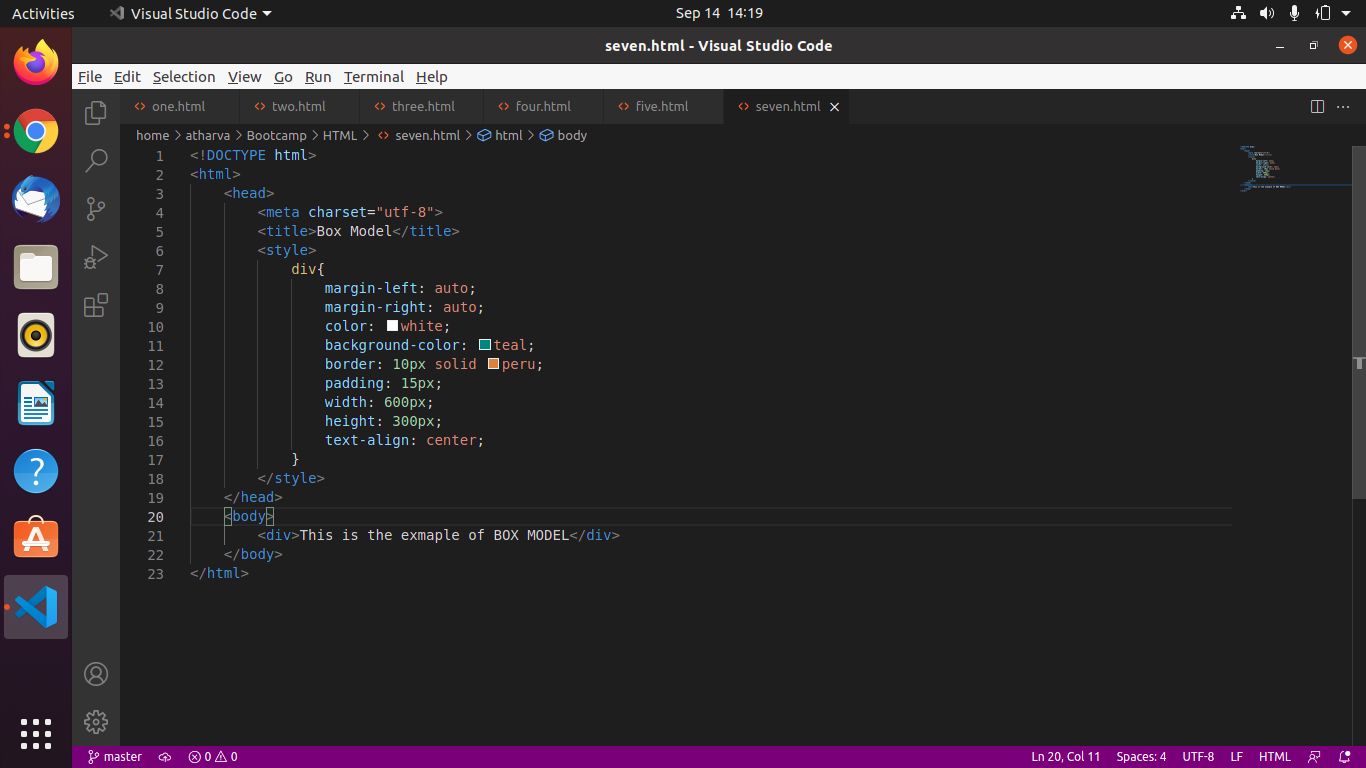 Activities Visual Studio Code Sep 14 14:19
seven.html - Visual Studio Code
File Edit Selection View Go Run Terminal Help
one.html two.html three.html four.html five.html seven.html
home > atharva > Bootcamp > HTML > seven.html > html > body
1 <!DOCTYPE html>
2 <html>
3 <head>
4 <meta charset="utf-8">
5 <title>Box Model</title>
6 <style>
7 div{
8 margin-left: auto;
9 margin-right: auto;
10 color: white;
11 background-color: teal;
12 border: 10px solid peru;
13 padding: 15px;
14 width: 600px;
15 height: 300px;
16 text-align: center;
17 }
18 </style>
19 </head>
20 <body>
21 <div>This is the exmaple of BOX MODEL</div>
22 </body>
23 </html>
master 0 0 Ln 20, Col 11 Spaces: 4 UTF-8 LF HTML